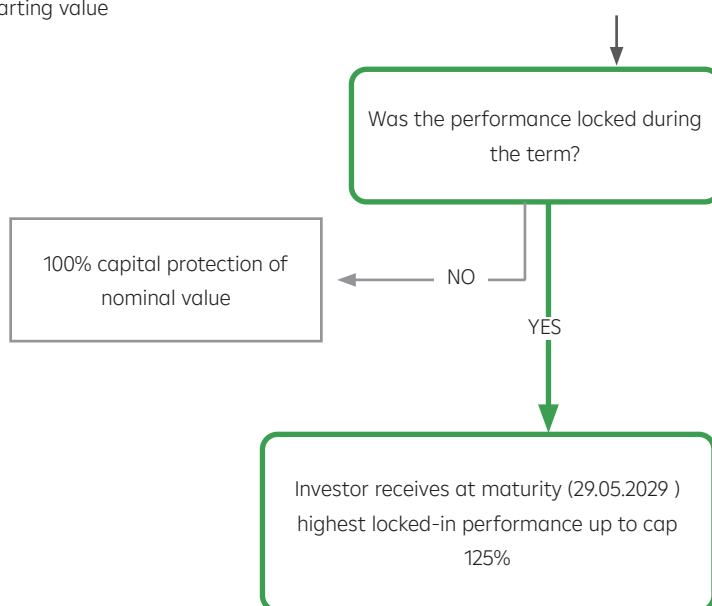 value
Was the performance locked during
the term?
100% capital protection of
nominal value
NO
YES
Investor receives at maturity (29.05.2029 )
highest locked-in performance up to cap
125%